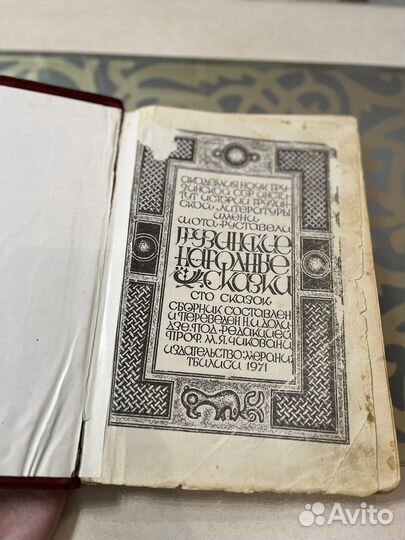 АКАДЕМИЯ НАУК ГРУ-
ЗИНСКОЙ ССР ИНСТИ-
ТУТ ИСТОРИИ ГРУЗИН-
СКОЙ ЛИТЕРАТУРЫ
ИМЕНИ
ШОТА РУСТАВЕЛИ
ГРУЗИНСКИЕ
НАРОДНЫЕ
СКАЗКИ
СТО СКАЗОК
СБОРНИК СОСТАВЛЕН
И ПЕРЕВЕДЕН Н.И ДОЛИ-
ДЗЕ.ПОД РЕДАКЦИЕЙ
ПРОФ. М.Я.ЧИКОВАНИ
ИЗДАТЕЛЬСТВО"МЕРАНИ"
ТБИЛИСИ 1971
Avito